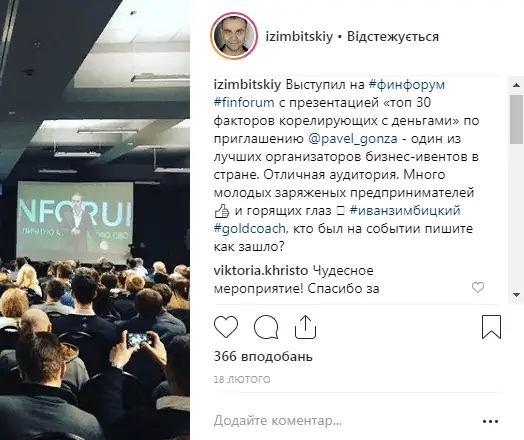 NFORUI
izimbitskiy • Відстежується
izimbitskiy Выступил на #финфорум
#finforum с презентацией «топ 30
факторов корелирующих с деньгами» по
приглашению @pavel_gonza - один из
лучших организаторов бизнес-ивентов в
стране. Отличная аудитория. Много
молодых заряженых предпринимателей
👍 и горящих глаз ▯ #иванзимбицкий
#goldcoach, кто был на событии пишите
как зашло?
viktoria.khristo Чудесное
мероприятие! Спасибо за
366 вподобань
18 ЛЮТОГО
Додайте коментар...